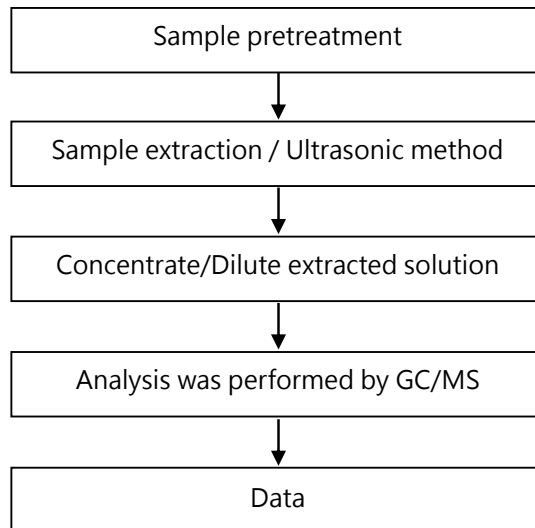 Sample pretreatment
Sample extraction / Ultrasonic method
Concentrate/Dilute extracted solution
Analysis was performed by GC/MS
Data